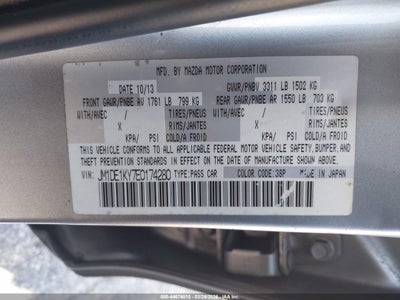 MFD. BY MAZDA MOTOR CORPORATION
DATE: 10/13 GVWR/PNBV 3311 LB 1502 KG
FRONT GAWR/PNBE AV 1761 LB 799 KG REAR GAWR/PNBE AR 1550 LB 703 KG
WITH/AVEC / TIRES/PNEUS WITH/AVEC / TIRES/PNEUS
X RIMS/JANTES X RIMS/JANTES
KPA/ PSI COLD/A FROID KPA/ PSI COLD/A FROID
THIS VEHICLE CONFORMS TO ALL APPLICABLE FEDERAL MOTOR VEHICLE SAFETY, BUMPER, AND
THEFT PREVENTION STANDARDS IN EFFECT ON THE DATE OF MANUFACTURE SHOWN ABOVE.
VIN: JM1DE1KY7E0174280 TYPE:PASS CAR COLOR CODE:38P MADE IN JAPAN